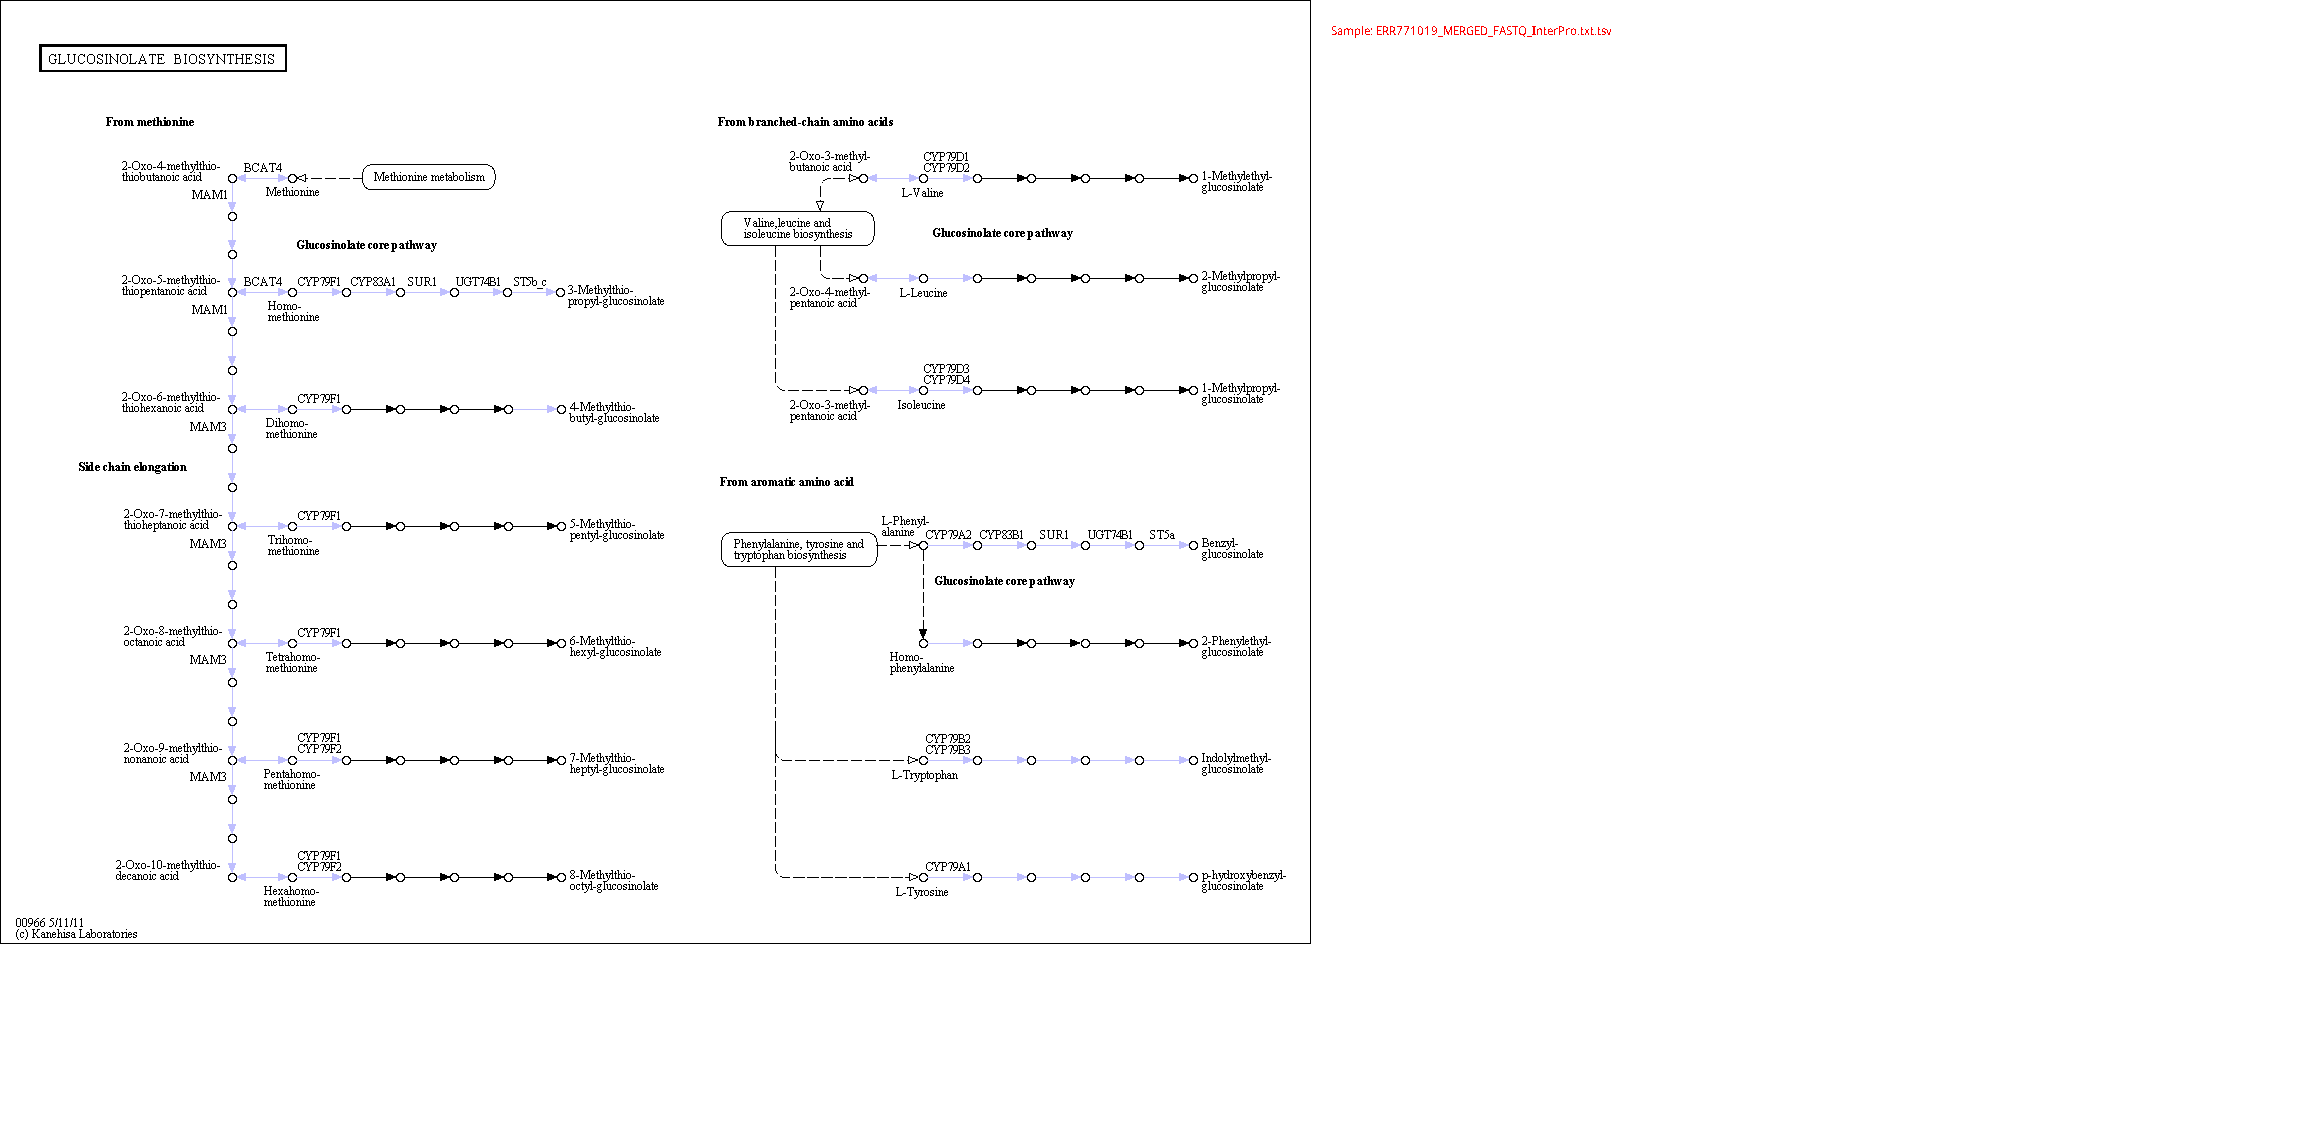 Sample: ERR771019_MERGED_FASTQ_InterPro.txt.tsv
GLUCOSINOLATE BIOSYNTHESIS
From methionine
2-Oxo-4-methylthio-
thiobutanoic acid
BCAT4
Methionine
Methionine metabolism
MAM1
Glucosinolate core pathway
2-Oxo-5-methylthio-
thiopentanoic acid
BCAT4
CYP79F1
CYP83A1
SUR1
UGT74B1
ST5b_c
3-Methylthio-
propyl-glucosinolate
Homo-
methionine
MAM1
2-Oxo-6-methylthio-
thiohexanoic acid
CYP79F1
4-Methylthio-
butyl-glucosinolate
Dihomo-
methionine
MAM3
Side chain elongation
2-Oxo-7-methylthio-
thioheptanoic acid
CYP79F1
5-Methylthio-
pentyl-glucosinolate
Trihomo-
methionine
MAM3
2-Oxo-8-methylthio-
octanoic acid
CYP79F1
6-Methylthio-
hexyl-glucosinolate
Tetrahomo-
methionine
MAM3
2-Oxo-9-methylthio-
nonanoic acid
CYP79F1
CYP79F2
7-Methylthio-
heptyl-glucosinolate
Pentahomo-
methionine
MAM3
2-Oxo-10-methylthio-
decanoic acid
CYP79F1
CYP79F2
8-Methylthio-
octyl-glucosinolate
Hexahomo-
methionine
From branched-chain amino acids
2-Oxo-3-methyl-
butanoic acid
CYP79D1
CYP79D2
L-Valine
1-Methylethyl-
glucosinolate
Valine,leucine and
isoleucine biosynthesis
Glucosinolate core pathway
2-Oxo-4-methyl-
pentanoic acid
L-Leucine
2-Methylpropyl-
glucosinolate
CYP79D3
CYP79D4
2-Oxo-3-methyl-
pentanoic acid
Isoleucine
1-Methylpropyl-
glucosinolate
From aromatic amino acid
Phenylalanine, tyrosine and
tryptophan biosynthesis
L-Phenyl-
alanine
CYP79A2
CYP83B1
SUR1
UGT74B1
ST5a
Benzyl-
glucosinolate
Glucosinolate core pathway
Homo-
phenylalanine
2-Phenylethyl-
glucosinolate
CYP79B2
CYP79B3
L-Tryptophan
Indolylmethyl-
glucosinolate
CYP79A1
L-Tyrosine
p-hydroxybenzyl-
glucosinolate
00966 5/11/11
(c) Kanehisa Laboratories